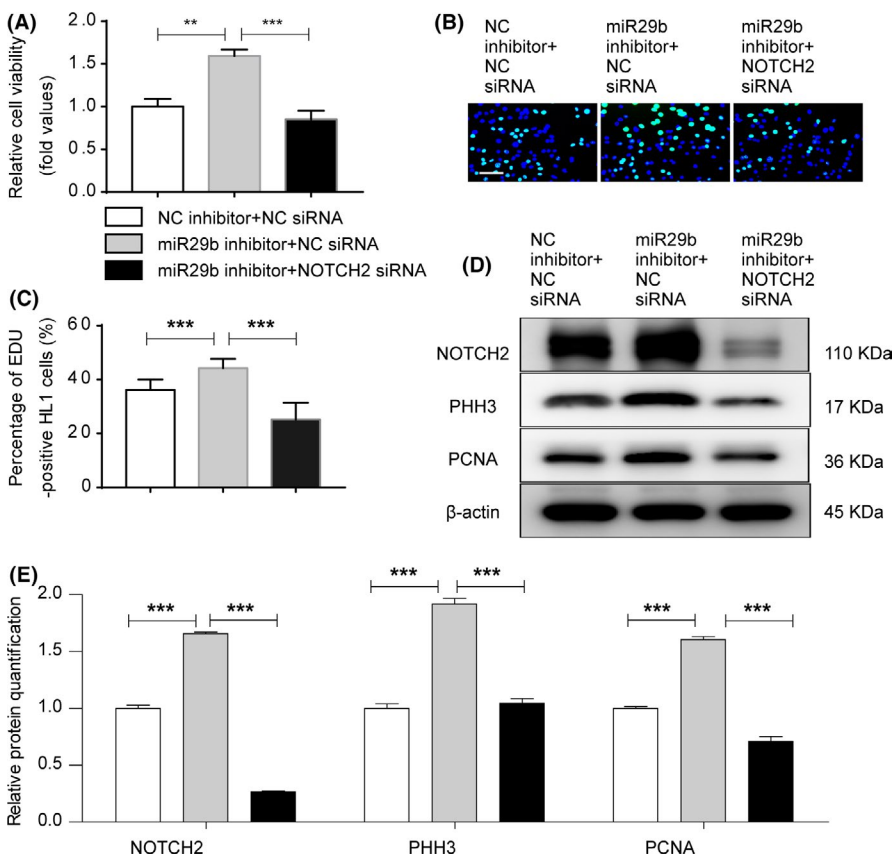 (A)
Relative cell viability
(fold values)
2.0
1.5
1.0
0.5
0.0
**
***
NC inhibitor+NC siRNA
miR29b inhibitor+NC siRNA
miR29b inhibitor+NOTCH2 siRNA
(B)
NC
inhibitor+
NC
siRNA
miR29b
inhibitor+
NC
siRNA
miR29b
inhibitor+
NOTCH2
siRNA
(C)
Percentage of EDU
-positive HL1 cells (%)
60
40
20
0
***
***
(D)
NC
inhibitor+
NC
siRNA
miR29b
inhibitor+
NC
siRNA
miR29b
inhibitor+
NOTCH2
siRNA
NOTCH2
110 KDa
PHH3
17 KDa
PCNA
36 KDa
β-actin
45 KDa
(E)
Relative protein quantification
2.0
1.5
1.0
0.5
0.0
***
***
***
***
***
***
NOTCH2
PHH3
PCNA